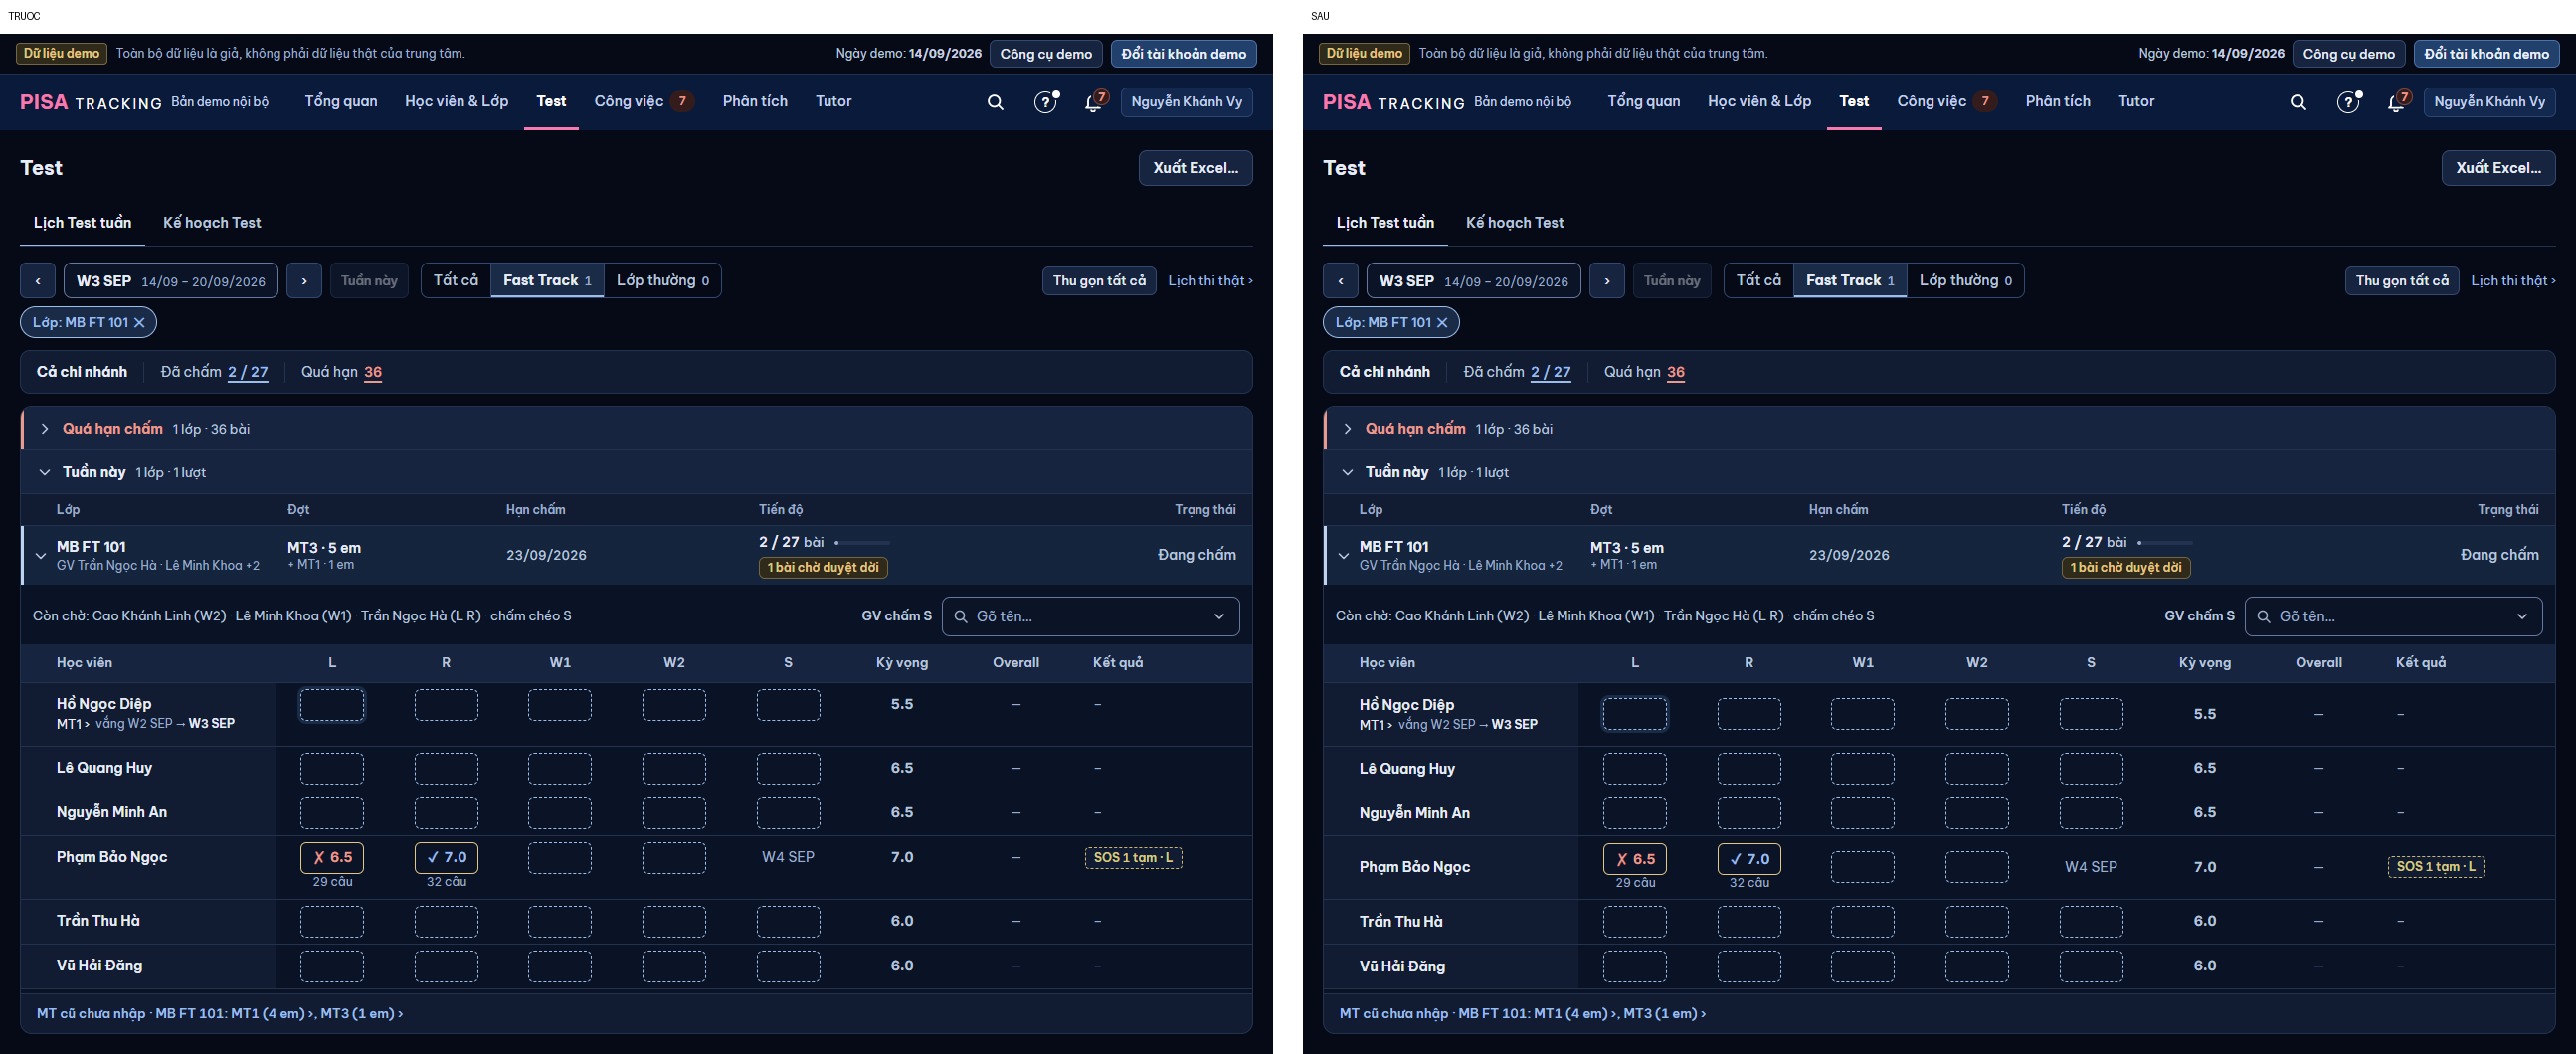 TRUOC
Dữ liệu demo Toàn bộ dữ liệu là giả, không phải dữ liệu thật của trung tâm. Ngày demo: 14/09/2026 Công cụ demo Đổi tài khoản demo
PISA TRACKING Bản demo nội bộ Tổng quan Học viên & Lớp Test Công việc 7 Phân tích Tutor ? 7 Nguyễn Khánh Vy
Test Xuất Excel...
Lịch Test tuần Kế hoạch Test
‹ W3 SEP 14/09 – 20/09/2026 › Tuần này Tất cả Fast Track 1 Lớp thường 0 Thu gọn tất cả Lịch thi thật ›
Lớp: MB FT 101 ✕
Cả chi nhánh Đã chấm 2 / 27 Quá hạn 36
Quá hạn chấm 1 lớp · 36 bài
Tuần này 1 lớp · 1 lượt
Lớp Đợt Hạn chấm Tiến độ Trạng thái
MB FT 101 MT3 · 5 em 23/09/2026 2 / 27 bài Đang chấm
GV Trần Ngọc Hà · Lê Minh Khoa +2 + MT1 · 1 em 1 bài chờ duyệt dời
Còn chờ: Cao Khánh Linh (W2) · Lê Minh Khoa (W1) · Trần Ngọc Hà (L R) · chấm chéo S GV chấm S Gõ tên...
Học viên L R W1 W2 S Kỳ vọng Overall Kết quả
Hồ Ngọc Diệp 5.5 — –
MT1 › vắng W2 SEP → W3 SEP
Lê Quang Huy 6.5 — –
Nguyễn Minh An 6.5 — –
Phạm Bảo Ngọc ✗ 6.5 ✓ 7.0 W4 SEP 7.0 — SOS 1 tạm · L
29 câu 32 câu
Trần Thu Hà 6.0 — –
Vũ Hải Đăng 6.0 — –
MT cũ chưa nhập · MB FT 101: MT1 (4 em) ›, MT3 (1 em) ›
SAU
Dữ liệu demo Toàn bộ dữ liệu là giả, không phải dữ liệu thật của trung tâm. Ngày demo: 14/09/2026 Công cụ demo Đổi tài khoản demo
PISA TRACKING Bản demo nội bộ Tổng quan Học viên & Lớp Test Công việc 7 Phân tích Tutor ? 7 Nguyễn Khánh Vy
Test Xuất Excel...
Lịch Test tuần Kế hoạch Test
‹ W3 SEP 14/09 – 20/09/2026 › Tuần này Tất cả Fast Track 1 Lớp thường 0 Thu gọn tất cả Lịch thi thật ›
Lớp: MB FT 101 ✕
Cả chi nhánh Đã chấm 2 / 27 Quá hạn 36
Quá hạn chấm 1 lớp · 36 bài
Tuần này 1 lớp · 1 lượt
Lớp Đợt Hạn chấm Tiến độ Trạng thái
MB FT 101 MT3 · 5 em 23/09/2026 2 / 27 bài Đang chấm
GV Trần Ngọc Hà · Lê Minh Khoa +2 + MT1 · 1 em 1 bài chờ duyệt dời
Còn chờ: Cao Khánh Linh (W2) · Lê Minh Khoa (W1) · Trần Ngọc Hà (L R) · chấm chéo S GV chấm S Gõ tên...
Học viên L R W1 W2 S Kỳ vọng Overall Kết quả
Hồ Ngọc Diệp 5.5 — –
MT1 › vắng W2 SEP → W3 SEP
Lê Quang Huy 6.5 — –
Nguyễn Minh An 6.5 — –
Phạm Bảo Ngọc ✗ 6.5 ✓ 7.0 W4 SEP 7.0 — SOS 1 tạm · L
29 câu 32 câu
Trần Thu Hà 6.0 — –
Vũ Hải Đăng 6.0 — –
MT cũ chưa nhập · MB FT 101: MT1 (4 em) ›, MT3 (1 em) ›